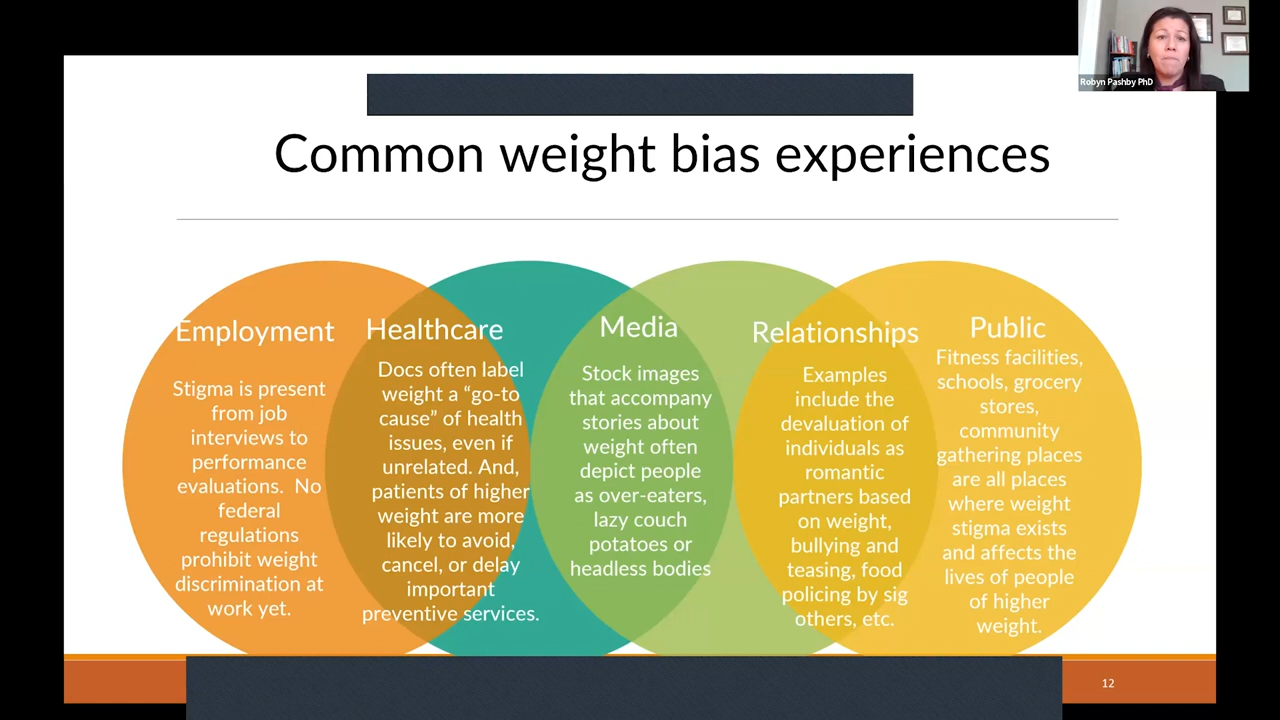 Robyn Pashby PhD
Common weight bias experiences
Employment
Stigma is present
from job
interviews to
performance
evaluations.  No
federal
regulations
prohibit weight
discrimination at
work yet.
Healthcare
Docs often label
weight a “go-to
cause” of health
issues, even if
unrelated. And,
patients of higher
weight are more
likely to avoid,
cancel, or delay
important
preventive services.
Media
Stock images
that accompany
stories about
weight often
depict people
as over-eaters,
lazy couch
potatoes or
headless bodies
Relationships
Examples
include the
devaluation of
individuals as
romantic
partners based
on weight,
bullying and
teasing, food
policing by sig
others, etc.
Public
Fitness facilities,
schools, grocery
stores,
community
gathering places
are all places
where weight
stigma exists
and affects the
lives of people
of higher
weight.
12